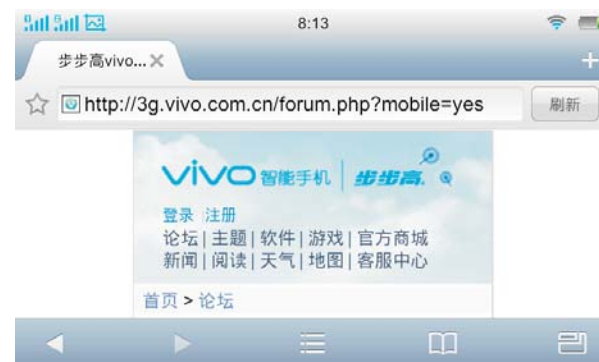 8:13
步步高vivo...
http://3g.vivo.com.cn/forum.php?mobile=yes
刷新
vivo 智能手机 | 步步高.
登录 注册
论坛 | 主题 | 软件 | 游戏 | 官方商城
新闻 | 阅读 | 天气 | 地图 | 客服中心
首页 > 论坛